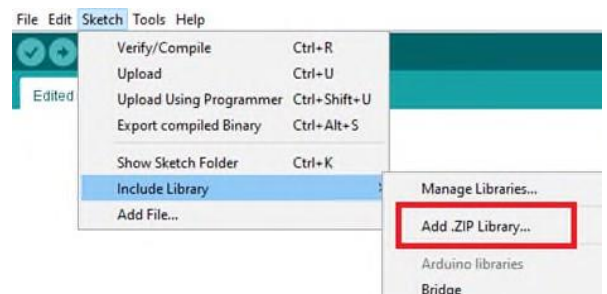 File Edit Sketch Tools Help
Verify/Compile Ctrl+R
Upload Ctrl+U
Edited
Upload Using Programmer Ctrl+Shift+U
Export compiled Binary Ctrl+Alt+S
Show Sketch Folder Ctrl+K
Include Library
Manage Libraries...
Add File...
Add .ZIP Library...
Arduino libraries
Bridge